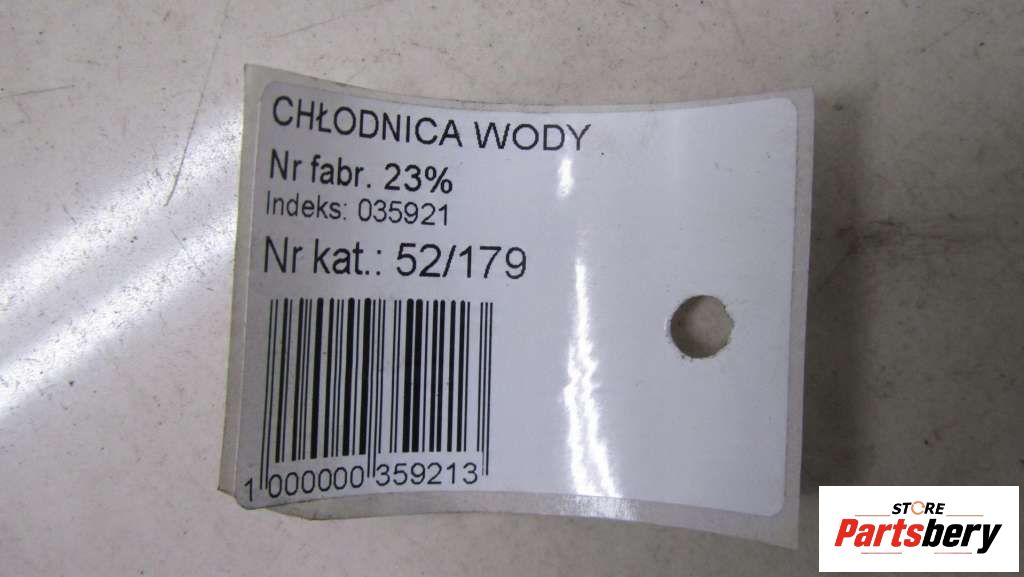 CHŁODNICA WODY
Nr fabr. 23%
Indeks: 035921
Nr kat.: 52/179
1 000000 359213
STORE
Partsbery